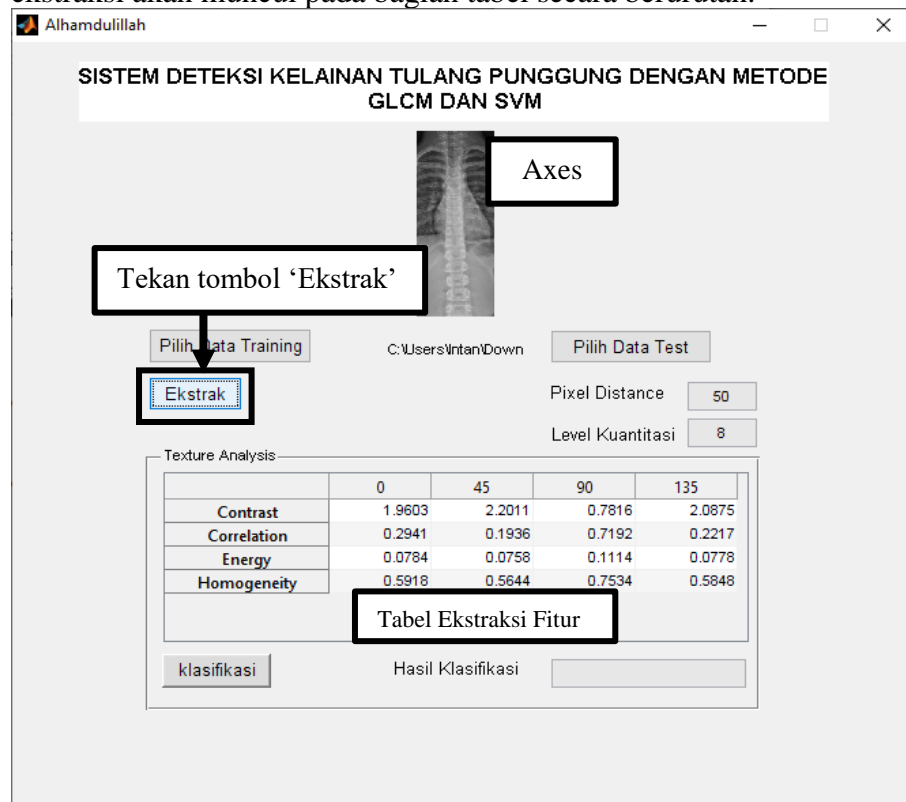 ekstraksi akan muncul pada bagian tabel secara berurutan.
Alhamdulillah
SISTEM DETEKSI KELAINAN TULANG PUNGGUNG DENGAN METODE
GLCM DAN SVM
Axes
Tekan tombol ‘Ekstrak’
Pilih Data Training
C:\Users\Intan\Down
Pilih Data Test
Ekstrak
Pixel Distance 50
Level Kuantitasi 8
Texture Analysis
0 45 90 135
Contrast 1.9603 2.2011 0.7816 2.0875
Correlation 0.2941 0.1936 0.7192 0.2217
Energy 0.0784 0.0758 0.1114 0.0778
Homogeneity 0.5918 0.5644 0.7534 0.5848
Tabel Ekstraksi Fitur
klasifikasi
Hasil Klasifikasi